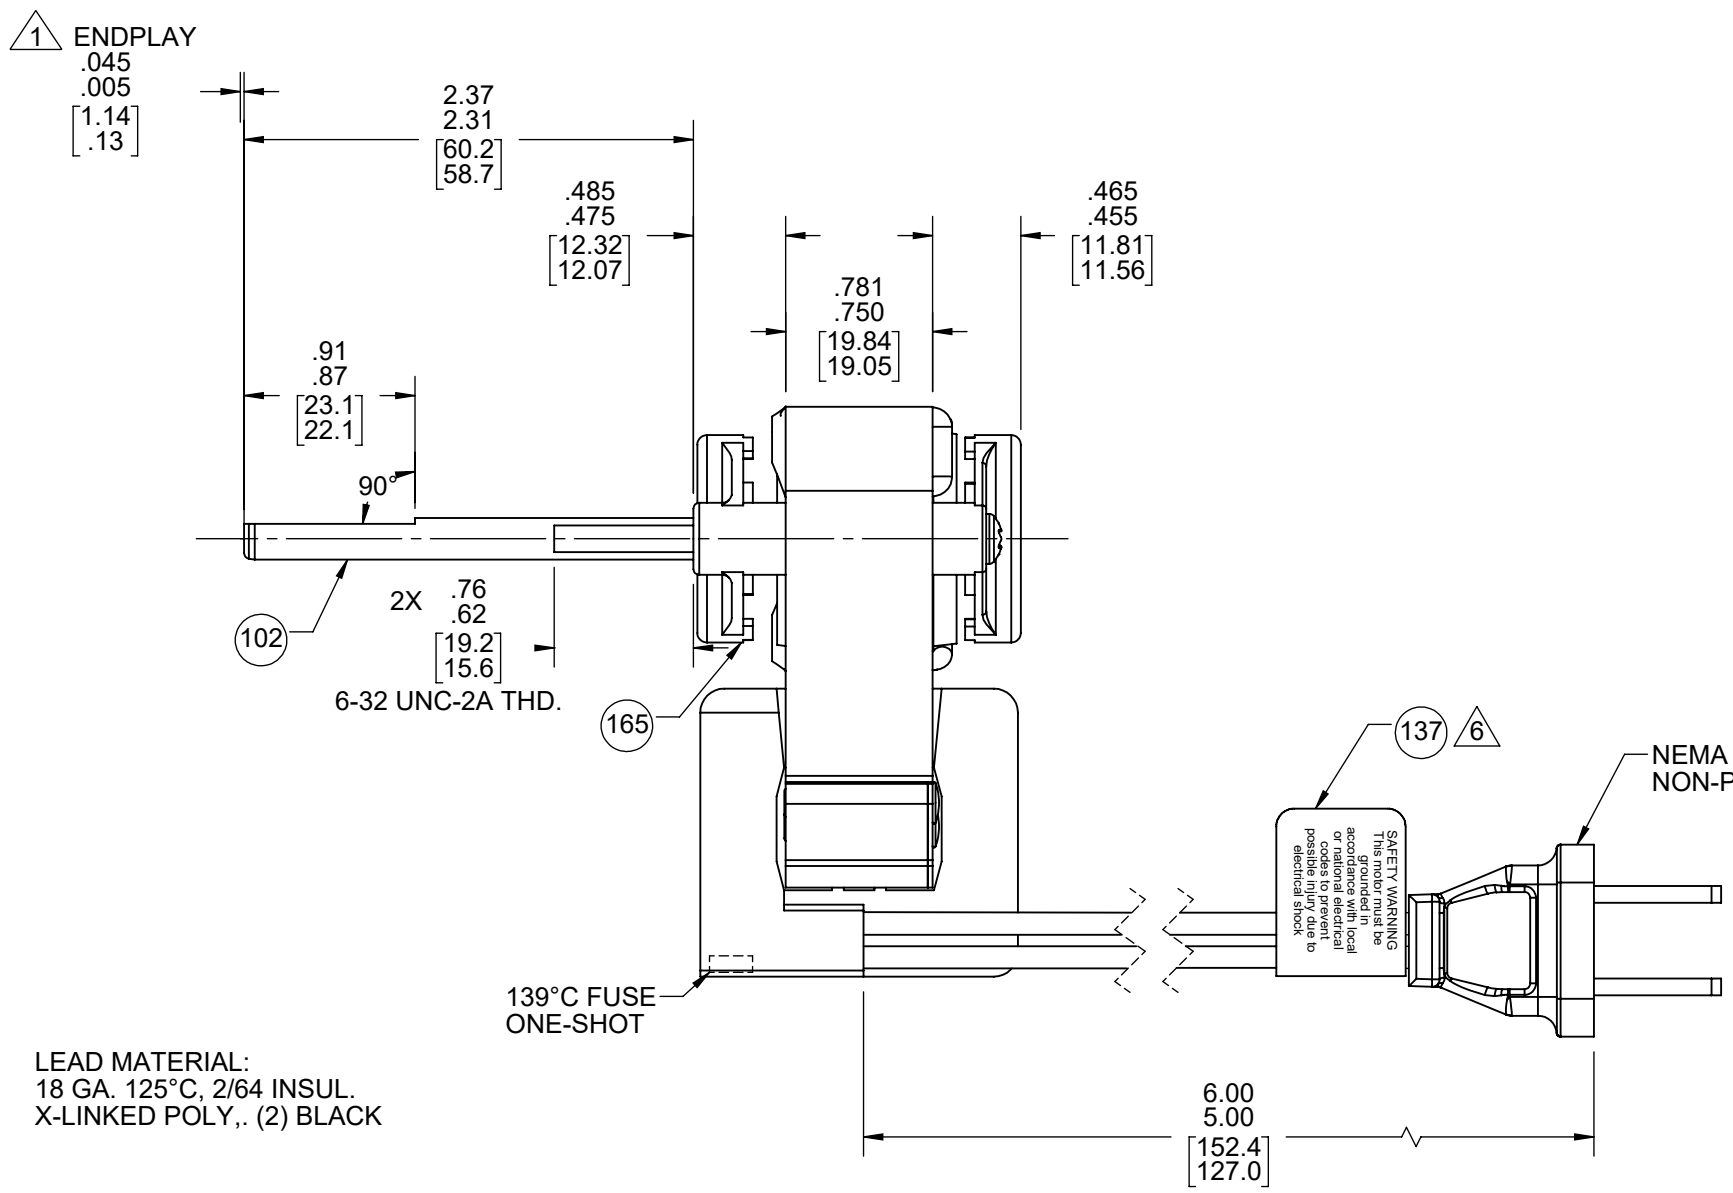 1 ENDPLAY
.045
.005
[1.14]
[.13]
2.37
2.31
[60.2]
[58.7]
.485
.475
[12.32]
[12.07]
.465
.455
[11.81]
[11.56]
.781
.750
[19.84]
[19.05]
.91
.87
[23.1]
[22.1]
90°
102
2X .76
.62
[19.2]
[15.6]
6-32 UNC-2A THD.
165
137 6
NEMA
NON-P
SAFETY WARNING
This motor must be
grounded in
accordance with local
or national electrical
codes to prevent
possible injury due to
electrical shock
139°C FUSE
ONE-SHOT
LEAD MATERIAL:
18 GA. 125°C, 2/64 INSUL.
X-LINKED POLY,. (2) BLACK
6.00
5.00
[152.4]
[127.0]